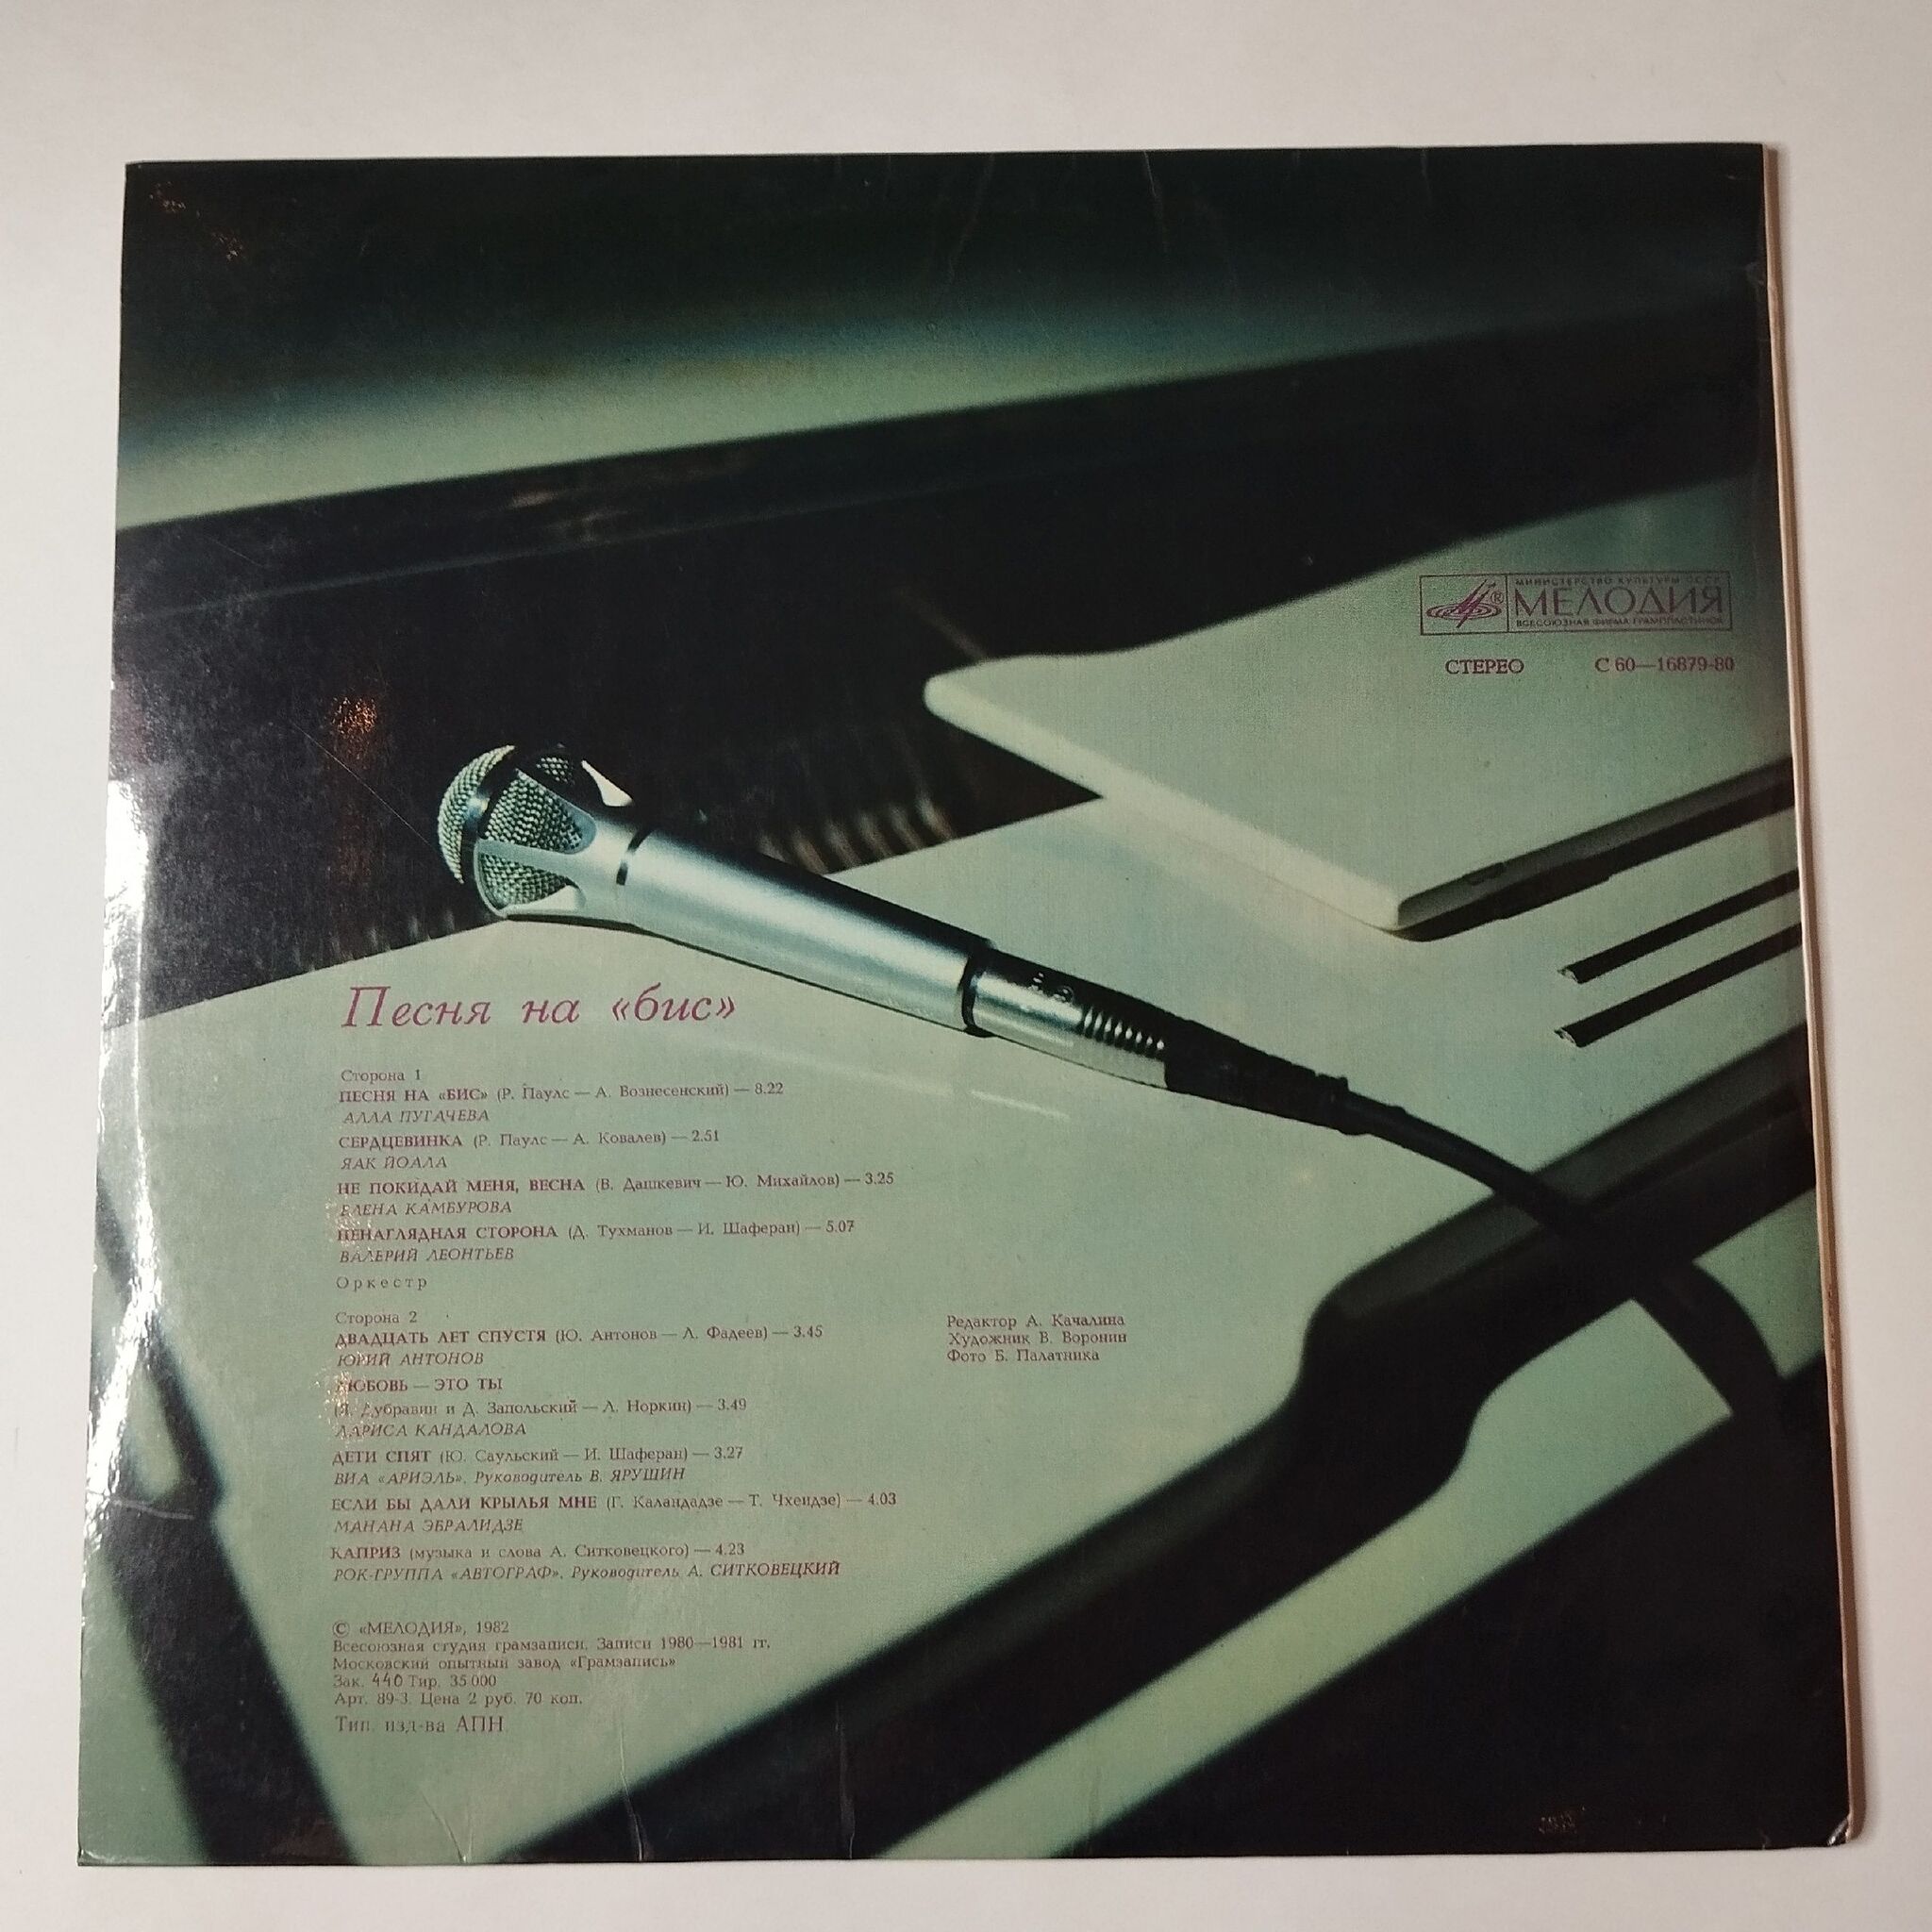 МИНИСТЕРСТВО КУЛЬТУРЫ СССР
МЕЛОДИЯ
ВСЕСОЮЗНАЯ ФИРМА ГРАМПЛАСТИНОК
СТЕРЕО С 60—16879-80
Песня на «бис»
Сторона 1
ПЕСНЯ НА «БИС» (Р. Паулс — А. Вознесенский) — 8.22
АЛЛА ПУГАЧЕВА
СЕРДЦЕВИНКА (Р. Паулс — А. Ковалев) — 2.51
ЯАК ЙОАЛА
НЕ ПОКИДАЙ МЕНЯ, ВЕСНА (В. Дашкевич — Ю. Михайлов) — 3.25
ЕЛЕНА КАМБУРОВА
НЕНАГЛЯДНАЯ СТОРОНА (Д. Тухманов — И. Шаферан) — 5.07
ВАЛЕРИЙ ЛЕОНТЬЕВ
Оркестр
Сторона 2
ДВАДЦАТЬ ЛЕТ СПУСТЯ (Ю. Антонов — Л. Фадеев) — 3.45
ЮРИЙ АНТОНОВ
ЛЮБОВЬ — ЭТО ТЫ
(Я. Дубравин и Д. Запольский — Л. Норкин) — 3.49
ЛАРИСА КАНДАЛОВА
ДЕТИ СПЯТ (Ю. Саульский — И. Шаферан) — 3.27
ВИА «АРИЭЛЬ». Руководитель В. ЯРУШИН
ЕСЛИ БЫ ДАЛИ КРЫЛЬЯ МНЕ (Г. Каландадзе — Т. Чхеидзе) — 4.03
МАНАНА ЭБРАЛИДЗЕ
КАПРИЗ (музыка и слова А. Ситковецкого) — 4.23
РОК-ГРУППА «АВТОГРАФ». Руководитель А. СИТКОВЕЦКИЙ
Редактор А. Качалина
Художник В. Воронин
Фото Б. Палатника
© «МЕЛОДИЯ», 1982
Всесоюзная студия грамзаписи. Записи 1980—1981 гг.
Московский опытный завод «Грамзапись»
Зак. 440 Тир. 35 000
Арт. 89-3. Цена 2 руб. 70 коп.
Тип. изд-ва АПН